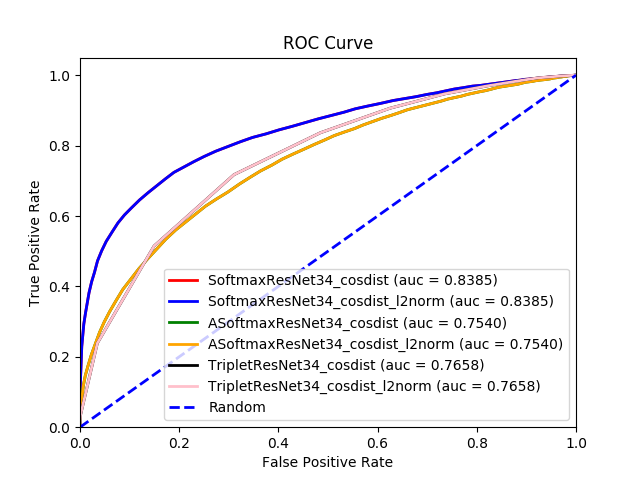 ROC Curve
True Positive Rate
1.0
0.8
0.6
0.4
0.2
0.0
SoftmaxResNet34_cosdist (auc = 0.8385)
SoftmaxResNet34_cosdist_l2norm (auc = 0.8385)
ASoftmaxResNet34_cosdist (auc = 0.7540)
ASoftmaxResNet34_cosdist_l2norm (auc = 0.7540)
TripletResNet34_cosdist (auc = 0.7658)
TripletResNet34_cosdist_l2norm (auc = 0.7658)
Random
0.0 0.2 0.4 0.6 0.8 1.0
False Positive Rate